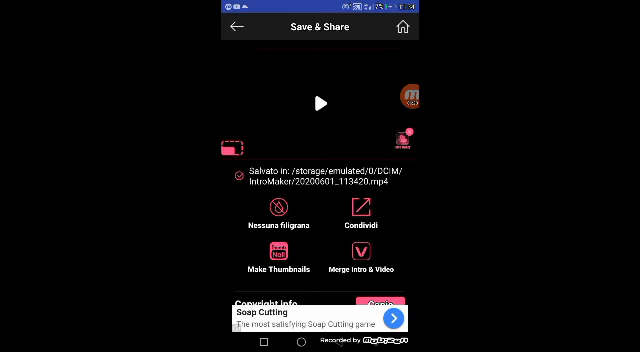 Save & Share
Salvato in: /storage/emulated/0/DCIM/
IntroMaker/20200601_113420.mp4
Nessuna filigrana
Condividi
Make Thumbnails
Merge Intro & Video
Copyright info
Copia
Soap Cutting
The most satisfying Soap Cutting game
Recorded by Mobizen